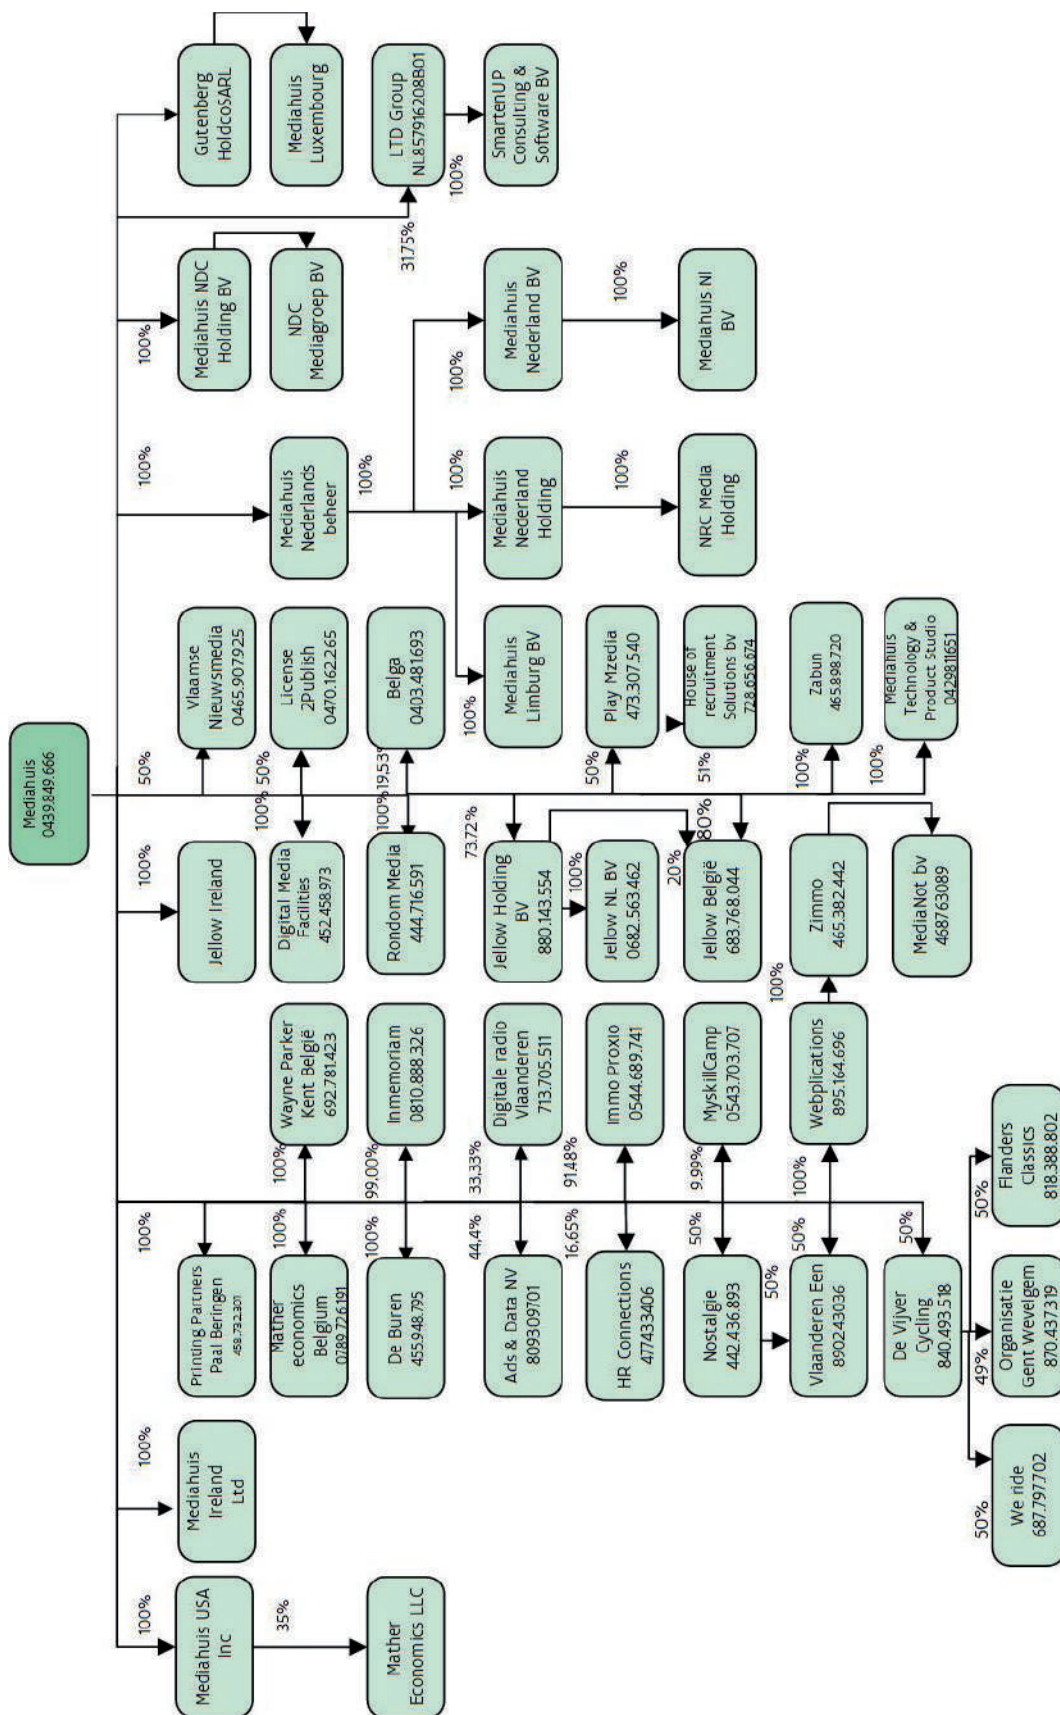 Mediahuis
0439.849.666
100%
Mediahuis USA
Inc
35%
Mather
Economics LLC
100%
Mediahuis
Ireland
Ltd
100%
Printing Partners
Paal Beringen
458.732.301
100%
Mather
economics
Belgium
0789.726.191
100%
Wayne Parker
Kent België
692.781.423
100%
De Buren
455.948.795
99,00%
Inmemoriam
0810.888.326
44,4%
Ads & Data NV
809309701
33,33%
Digitale radio
Vlaanderen
713.705.511
16,65%
HR Connections
477433406
91.48%
Immo Proxio
0544.689.741
50%
Nostalgie
442.436.893
9.99%
MyskillCamp
0543.703.707
50%
50%
Vlaanderen Een
890243036
100%
Webplications
895.164.696
50%
De Vijver
Cycling
840.493.518
50%
We ride
687.797.702
49%
Organisatie
Gent Wevelgem
870.437.319
50%
Flanders
Classics
818.388.802
100%
Jellow Ireland
50%
Vlaamse
Nieuwsmedia
0465.907.925
100%
Digital Media
Facilities
452.458.973
50%
License
2Publish
0470.162.265
100%
Rondom Media
444.716.591
19,53%
Belga
0403.481.693
73.72%
Jellow Holding
BV
880.143.554
100%
Jellow NL BV
0682.563.462
20%
80%
Jellow België
683.768.044
50%
Play Mzedia
473.307.540
51%
House of
recruitment
Solutions bv
728.656.674
100%
Zimmo
465.382.442
100%
Zabun
465.898.720
MediaNot bv
468763089
100%
Mediahuis
Technology &
Product Studio
0429811651
100%
Mediahuis
Nederlands
beheer
100%
100%
Mediahuis
Limburg BV
100%
Mediahuis
Nederland
Holding
100%
NRC Media
Holding
100%
Mediahuis
Nederland BV
100%
Mediahuis Nl
BV
100%
Mediahuis NDC
Holding BV
NDC
Mediagroep BV
Gutenberg
HoldcoSARL
Mediahuis
Luxembourg
31.75%
LTD Group
NL857916208B01
100%
SmartenUP
Consulting &
Software BV